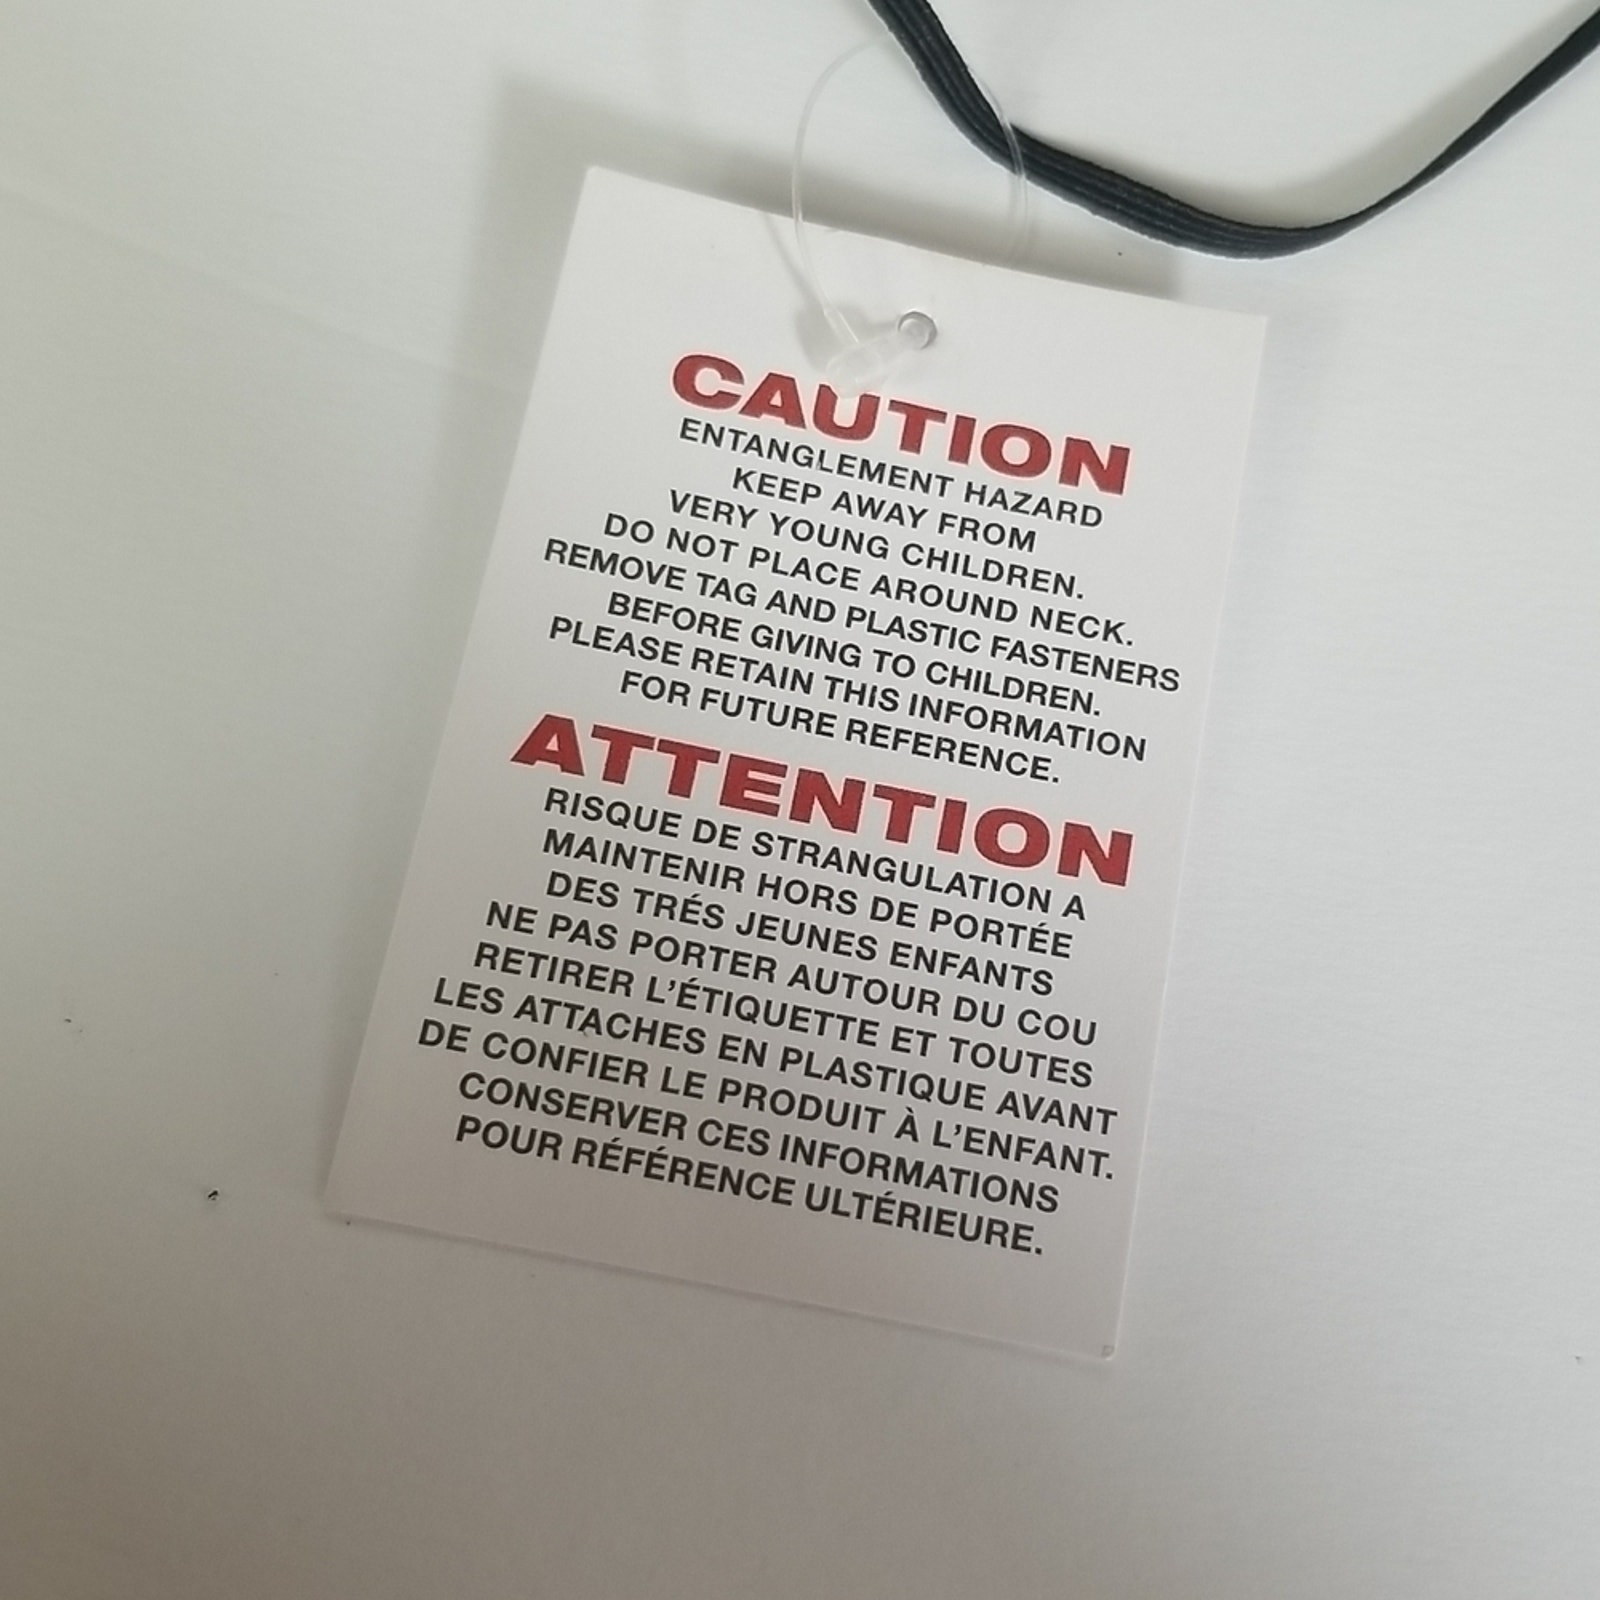 CAUTION
ENTANGLEMENT HAZARD
KEEP AWAY FROM
VERY YOUNG CHILDREN.
DO NOT PLACE AROUND NECK.
REMOVE TAG AND PLASTIC FASTENERS
BEFORE GIVING TO CHILDREN.
PLEASE RETAIN THIS INFORMATION
FOR FUTURE REFERENCE.
ATTENTION
RISQUE DE STRANGULATION A
MAINTENIR HORS DE PORTÉE
DES TRÉS JEUNES ENFANTS
NE PAS PORTER AUTOUR DU COU
RETIRER L'ÉTIQUETTE ET TOUTES
LES ATTACHES EN PLASTIQUE AVANT
DE CONFIER LE PRODUIT À L'ENFANT.
CONSERVER CES INFORMATIONS
POUR RÉFÉRENCE ULTÉRIEURE.